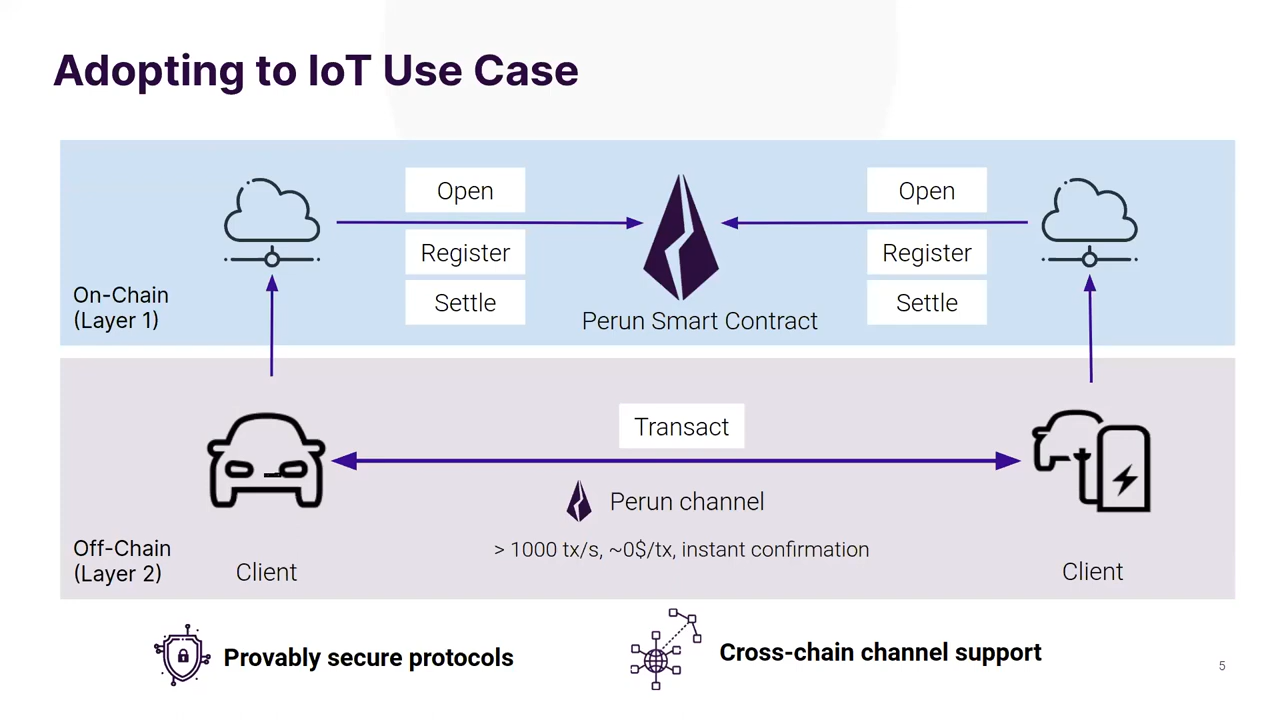 Adopting to IoT Use Case
Open
Register
Settle
Perun Smart Contract
Open
Register
Settle
On-Chain
(Layer 1)
Transact
Perun channel
> 1000 tx/s, ~0$/tx, instant confirmation
Off-Chain
(Layer 2)
Client
Client
Provably secure protocols
Cross-chain channel support
5